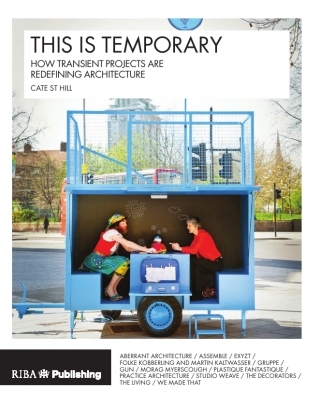 THIS IS TEMPORARY
HOW TRANSIENT PROJECTS ARE
REDEFINING ARCHITECTURE
CATE ST HILL
RIBA Publishing
ABERRANT ARCHITECTURE / ASSEMBLE / EXYZT /
FOLKE KOBBERLING AND MARTIN KALTWASSER / GRUPPE /
GUN / MORAG MYERSCOUGH / PLASTIQUE FANTASTIQUE /
PRACTICE ARCHITECTURE / STUDIO WEAVE / THE DECORATORS /
THE LIVING / WE MADE THAT